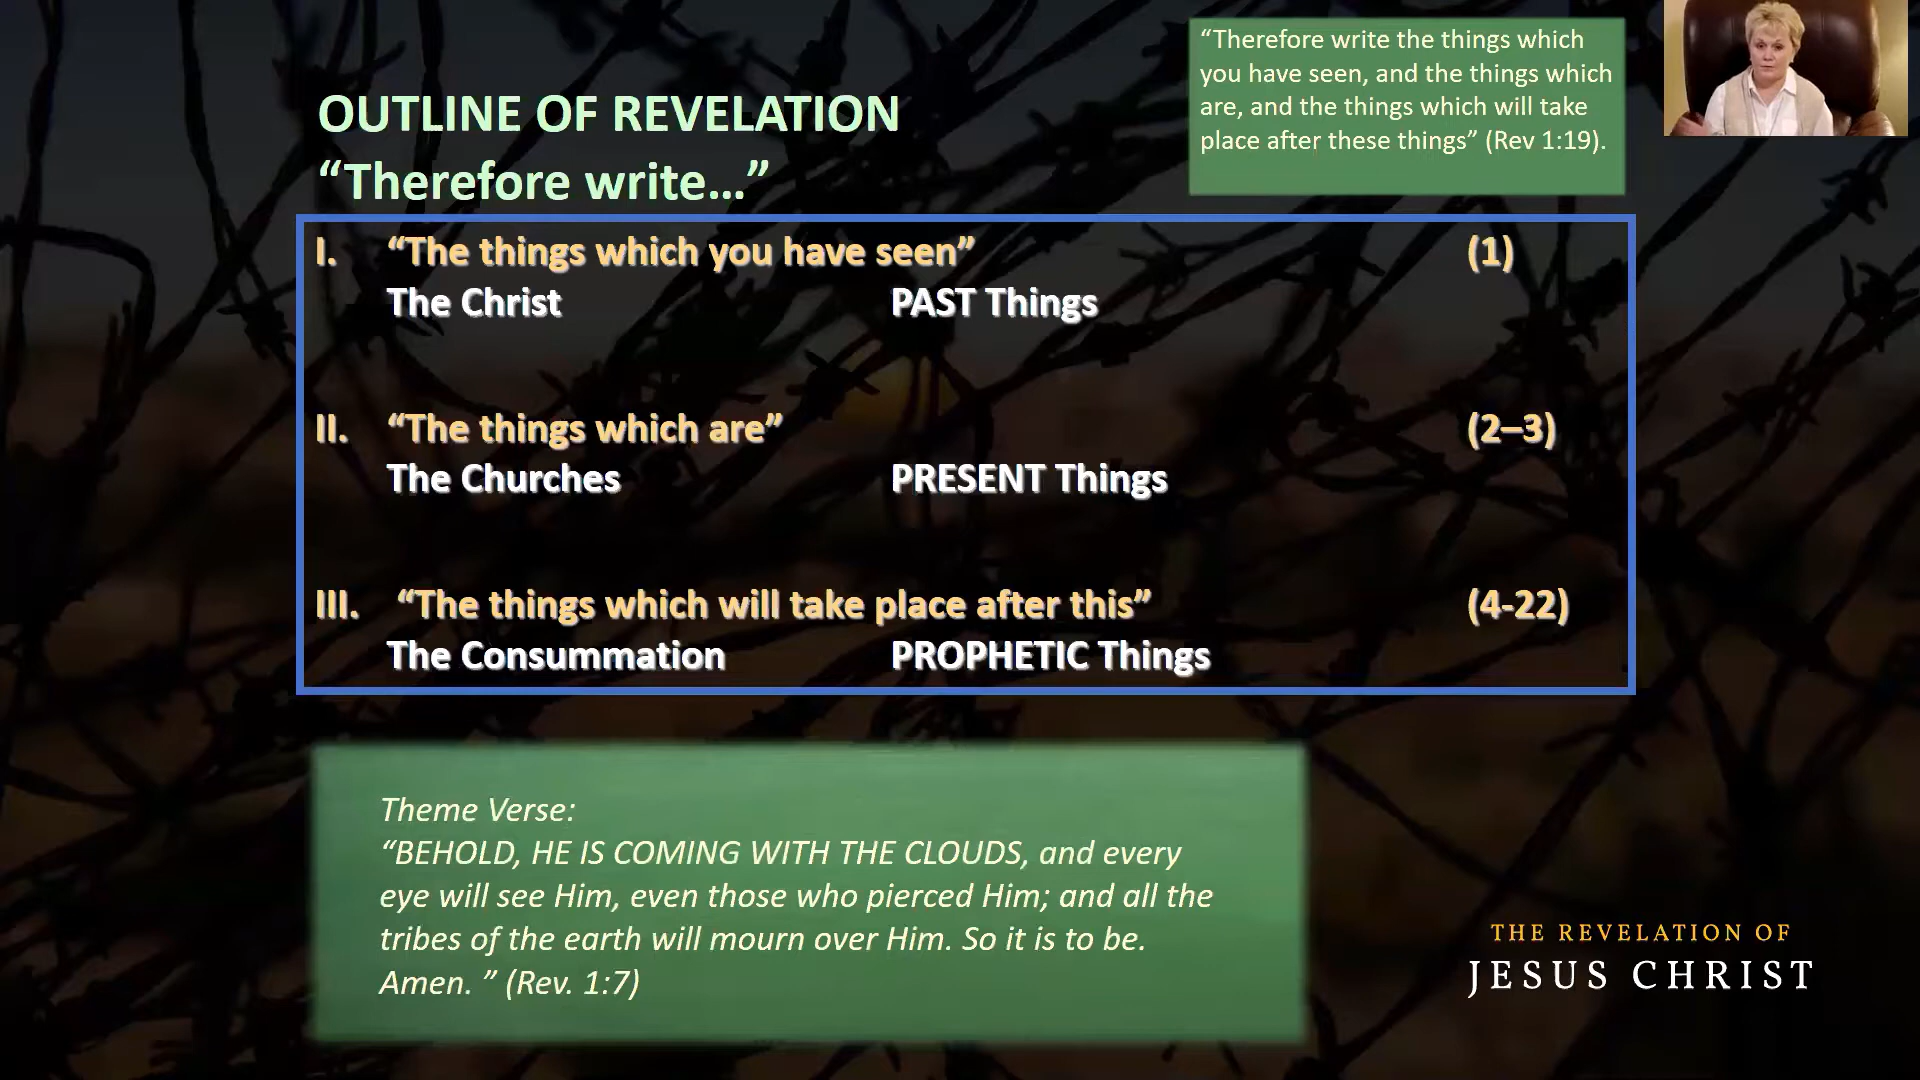 OUTLINE OF REVELATION
“Therefore write...”
“Therefore write the things which
you have seen, and the things which
are, and the things which will take
place after these things” (Rev 1:19).
I. “The things which you have seen” (1)
The Christ PAST Things
II. “The things which are” (2–3)
The Churches PRESENT Things
III. “The things which will take place after this” (4-22)
The Consummation PROPHETIC Things
Theme Verse:
“BEHOLD, HE IS COMING WITH THE CLOUDS, and every
eye will see Him, even those who pierced Him; and all the
tribes of the earth will mourn over Him. So it is to be.
Amen. ” (Rev. 1:7)
THE REVELATION OF
JESUS CHRIST